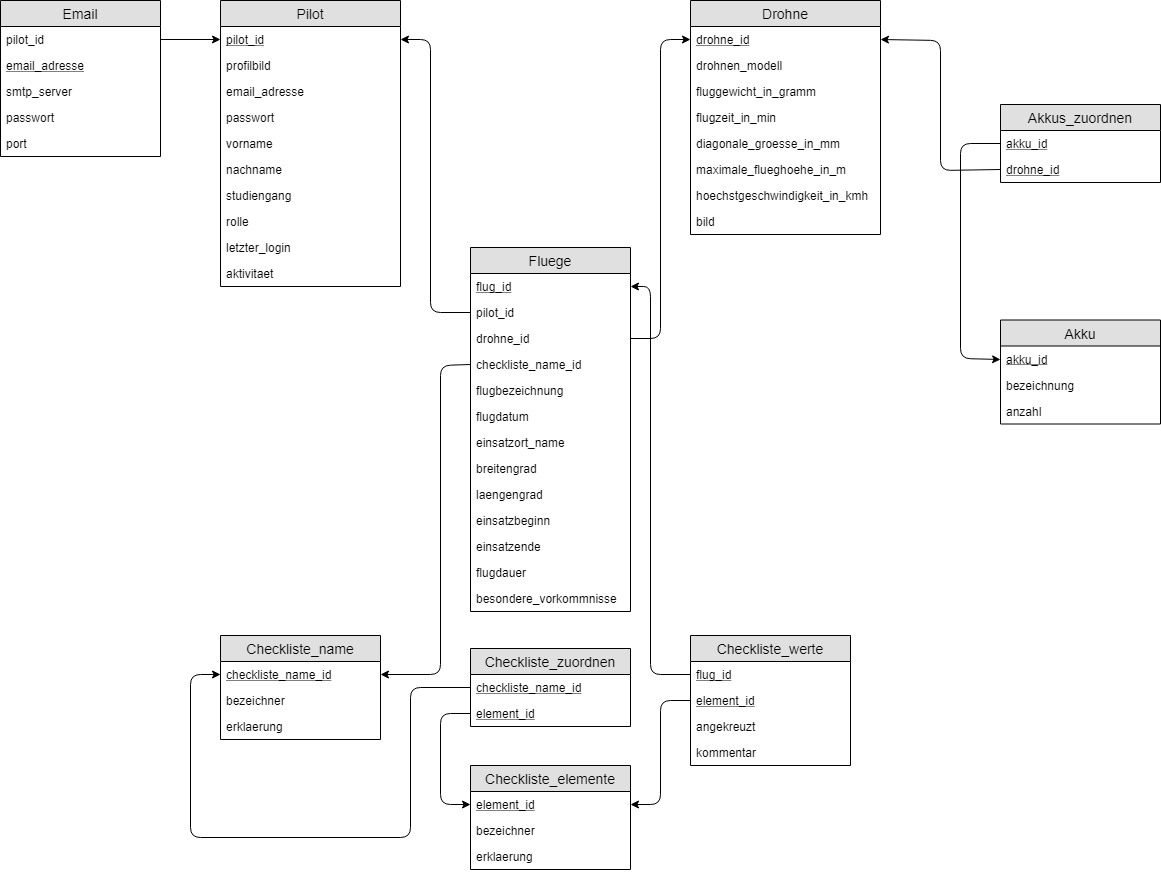 Email
pilot_id
email_adresse
smtp_server
passwort
port
Pilot
pilot_id
profilbild
email_adresse
passwort
vorname
nachname
studiengang
rolle
letzter_login
aktivitaet
Drohne
drohne_id
drohnen_modell
fluggewicht_in_gramm
flugzeit_in_min
diagonale_groesse_in_mm
maximale_flueghoehe_in_m
hoechstgeschwindigkeit_in_kmh
bild
Akkus_zuordnen
akku_id
drohne_id
Fluege
flug_id
pilot_id
drohne_id
checkliste_name_id
flugbezeichnung
flugdatum
einsatzort_name
breitengrad
laengengrad
einsatzbeginn
einsatzende
flugdauer
besondere_vorkommnisse
Akku
akku_id
bezeichnung
anzahl
Checkliste_name
checkliste_name_id
bezeichner
erklaerung
Checkliste_zuordnen
checkliste_name_id
element_id
Checkliste_werte
flug_id
element_id
angekreuzt
kommentar
Checkliste_elemente
element_id
bezeichner
erklaerung